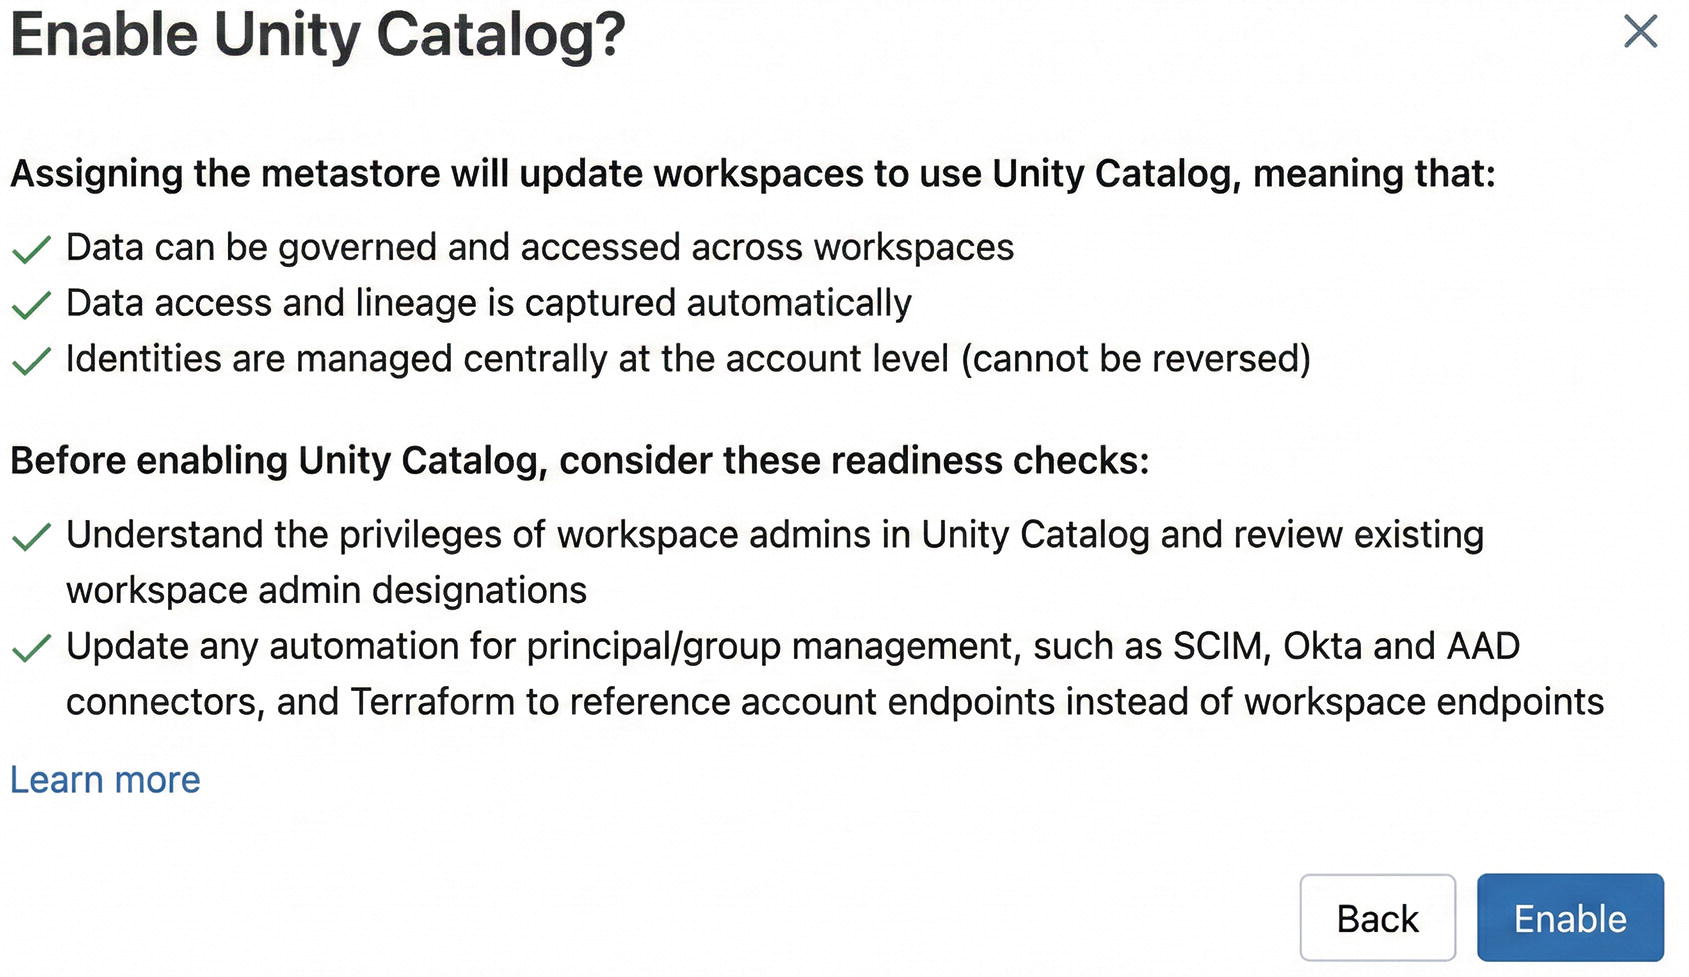 Enable Unity Catalog?
Assigning the metastore will update workspaces to use Unity Catalog, meaning that:
Data can be governed and accessed across workspaces
Data access and lineage is captured automatically
Identities are managed centrally at the account level (cannot be reversed)
Before enabling Unity Catalog, consider these readiness checks:
Understand the privileges of workspace admins in Unity Catalog and review existing
workspace admin designations
Update any automation for principal/group management, such as SCIM, Okta and AAD
connectors, and Terraform to reference account endpoints instead of workspace endpoints
Learn more
Back
Enable